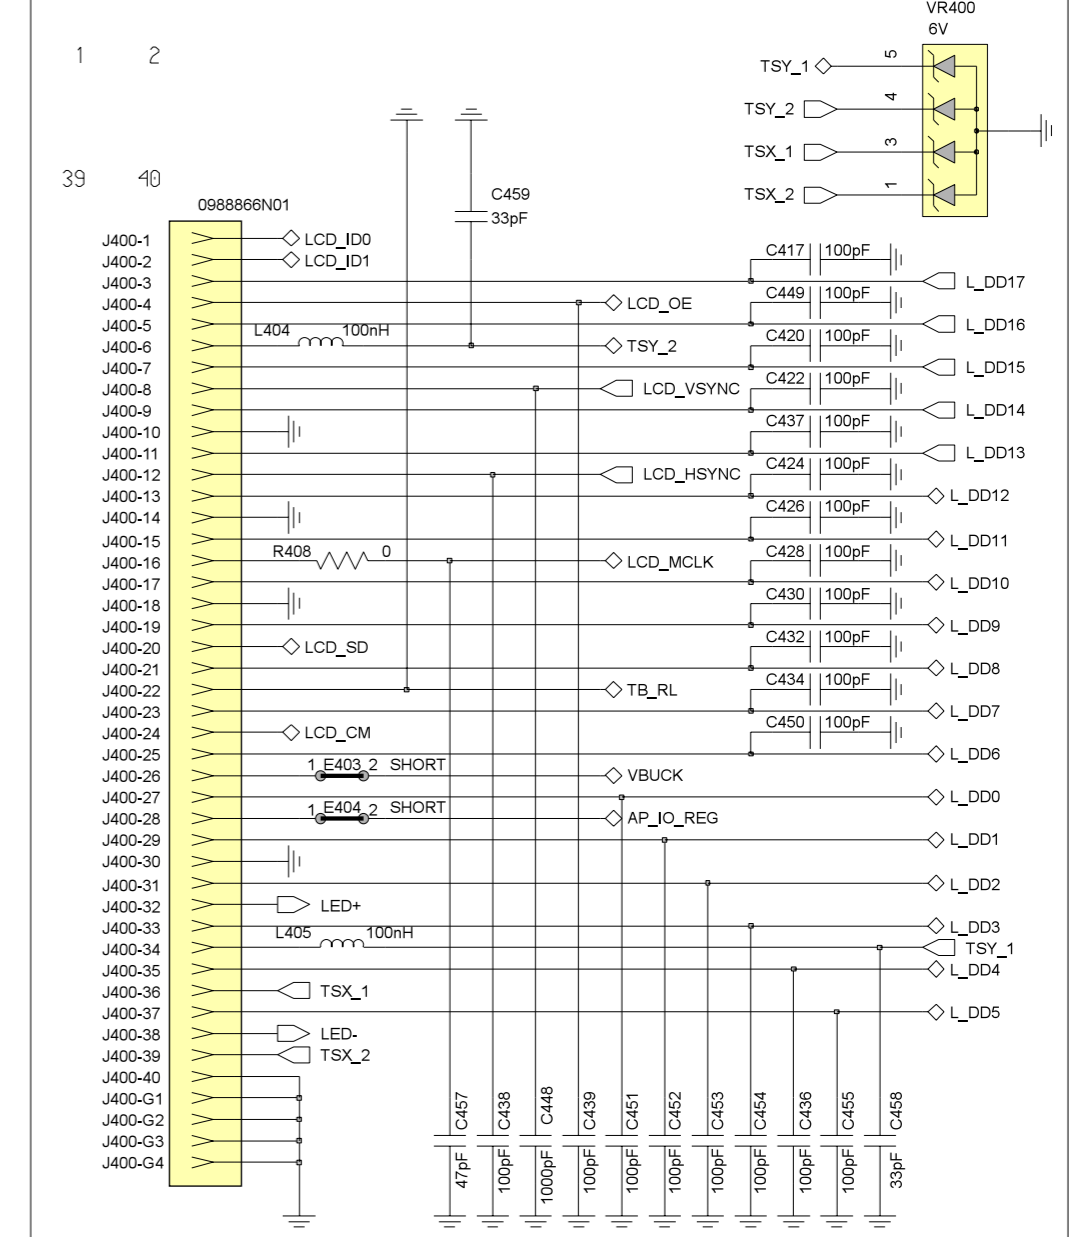 VR400
6V
1 2
TSY_1 5
TSY_2 4
TSX_1 3
39 40
TSX_2 1
0988866N01
C459
33pF
J400-1 LCD_ID0
C417 100pF
J400-2 LCD_ID1
J400-3 L_DD17
C449 100pF
J400-4 LCD_OE
J400-5 L_DD16
L404 100nH
C420 100pF
J400-6 TSY_2
J400-7 L_DD15
C422 100pF
J400-8 LCD_VSYNC
J400-9 L_DD14
C437 100pF
J400-10
J400-11 L_DD13
C424 100pF
J400-12 LCD_HSYNC
J400-13 L_DD12
C426 100pF
J400-14
J400-15 L_DD11
R408 0
C428 100pF
J400-16 LCD_MCLK
J400-17 L_DD10
C430 100pF
J400-18
J400-19 L_DD9
C432 100pF
J400-20 LCD_SD
J400-21 L_DD8
C434 100pF
J400-22 TB_RL
J400-23 L_DD7
C450 100pF
J400-24 LCD_CM
J400-25 L_DD6
1 E403 2 SHORT
J400-26 VBUCK
J400-27 L_DD0
1 E404 2 SHORT
J400-28 AP_IO_REG
J400-29 L_DD1
J400-30
J400-31 L_DD2
J400-32 LED+
J400-33 L_DD3
L405 100nH
J400-34 TSY_1
J400-35 L_DD4
J400-36 TSX_1
J400-37 L_DD5
J400-38 LED-
J400-39 TSX_2
J400-40
J400-G1
J400-G2
J400-G3
J400-G4
C457 47pF
C438 100pF
C448 1000pF
C439 100pF
C451 100pF
C452 100pF
C453 100pF
C454 100pF
C436 100pF
C455 100pF
C458 33pF